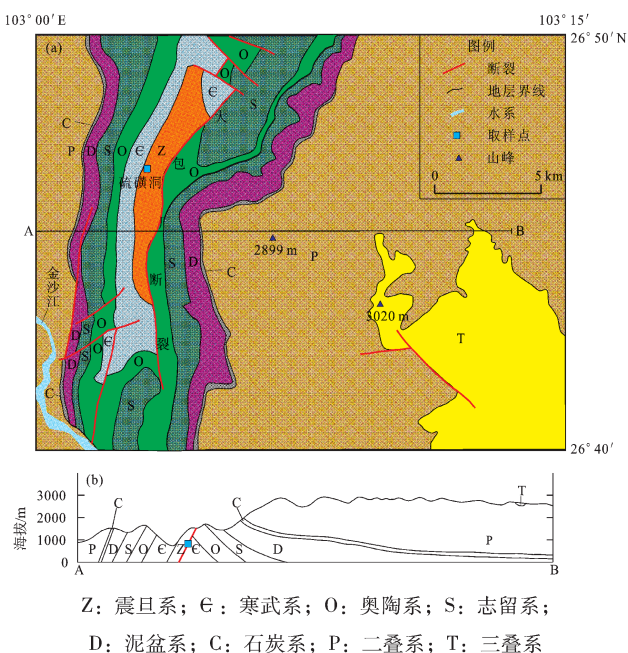 103°00′E
103°15′
26°50′N
(a)
图例
断裂
地层界线
水系
取样点
山峰
0
5 km
O
O
Є
S
大
C
P
D
S
O
Є
Z
包
O
硫磺洞
A
B
2899 m
P
S
D
C
断
金沙江
3020 m
T
D
S
O
Є
裂
D
S
O
O
C
S
26°40′
(b)
海拔/m
3000
2000
1000
0
C
C
T
P
D
S
O
Є
Z
Є
O
S
D
P
A
B
Z：震旦系；Є：寒武系；O：奥陶系；S：志留系；
D：泥盆系；C：石炭系；P：二叠系；T：三叠系